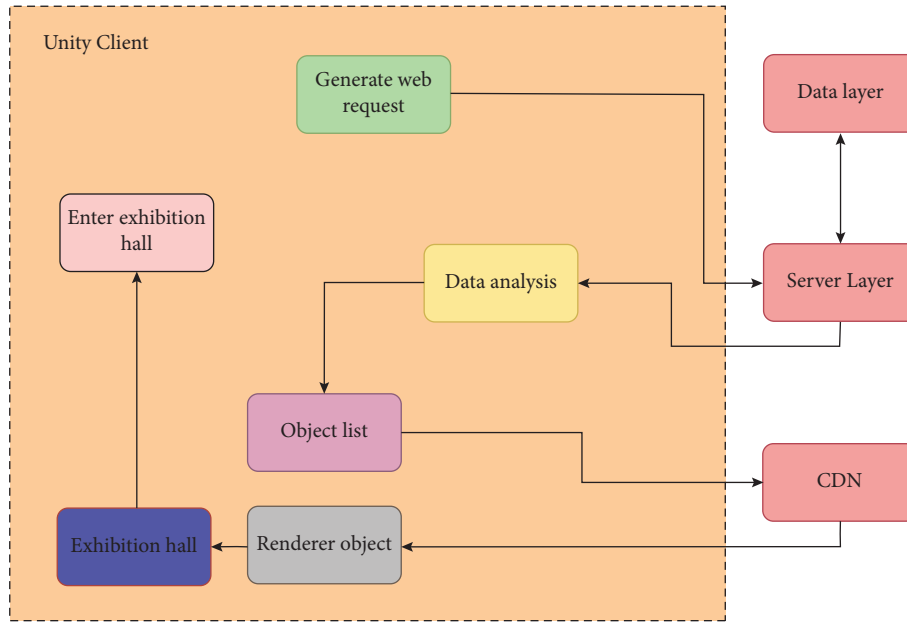 Unity Client
Generate web
request
Data layer
Enter exhibition
hall
Data analysis
Server Layer
Object list
CDN
Exhibition hall
Renderer object